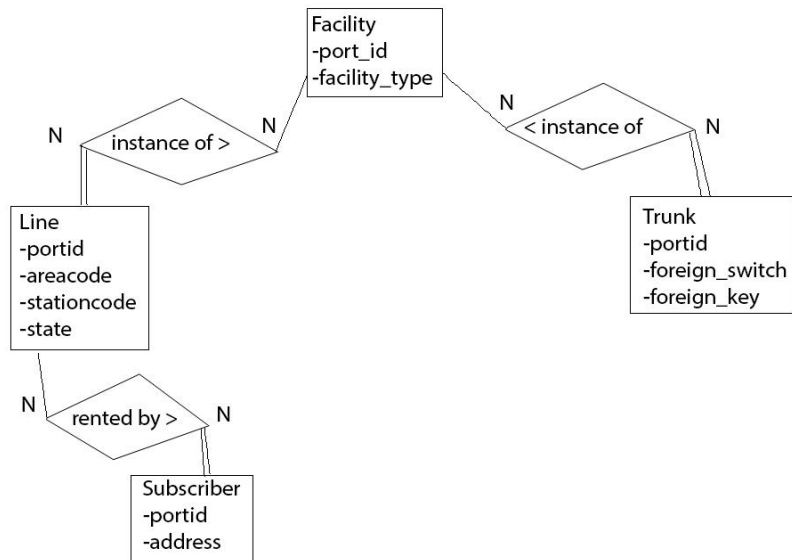 Facility
-port_id
-facility_type
N
instance of >
N
N
< instance of
N
Line
-portid
-areacode
-stationcode
-state
Trunk
-portid
-foreign_switch
-foreign_key
N
rented by >
N
Subscriber
-portid
-address